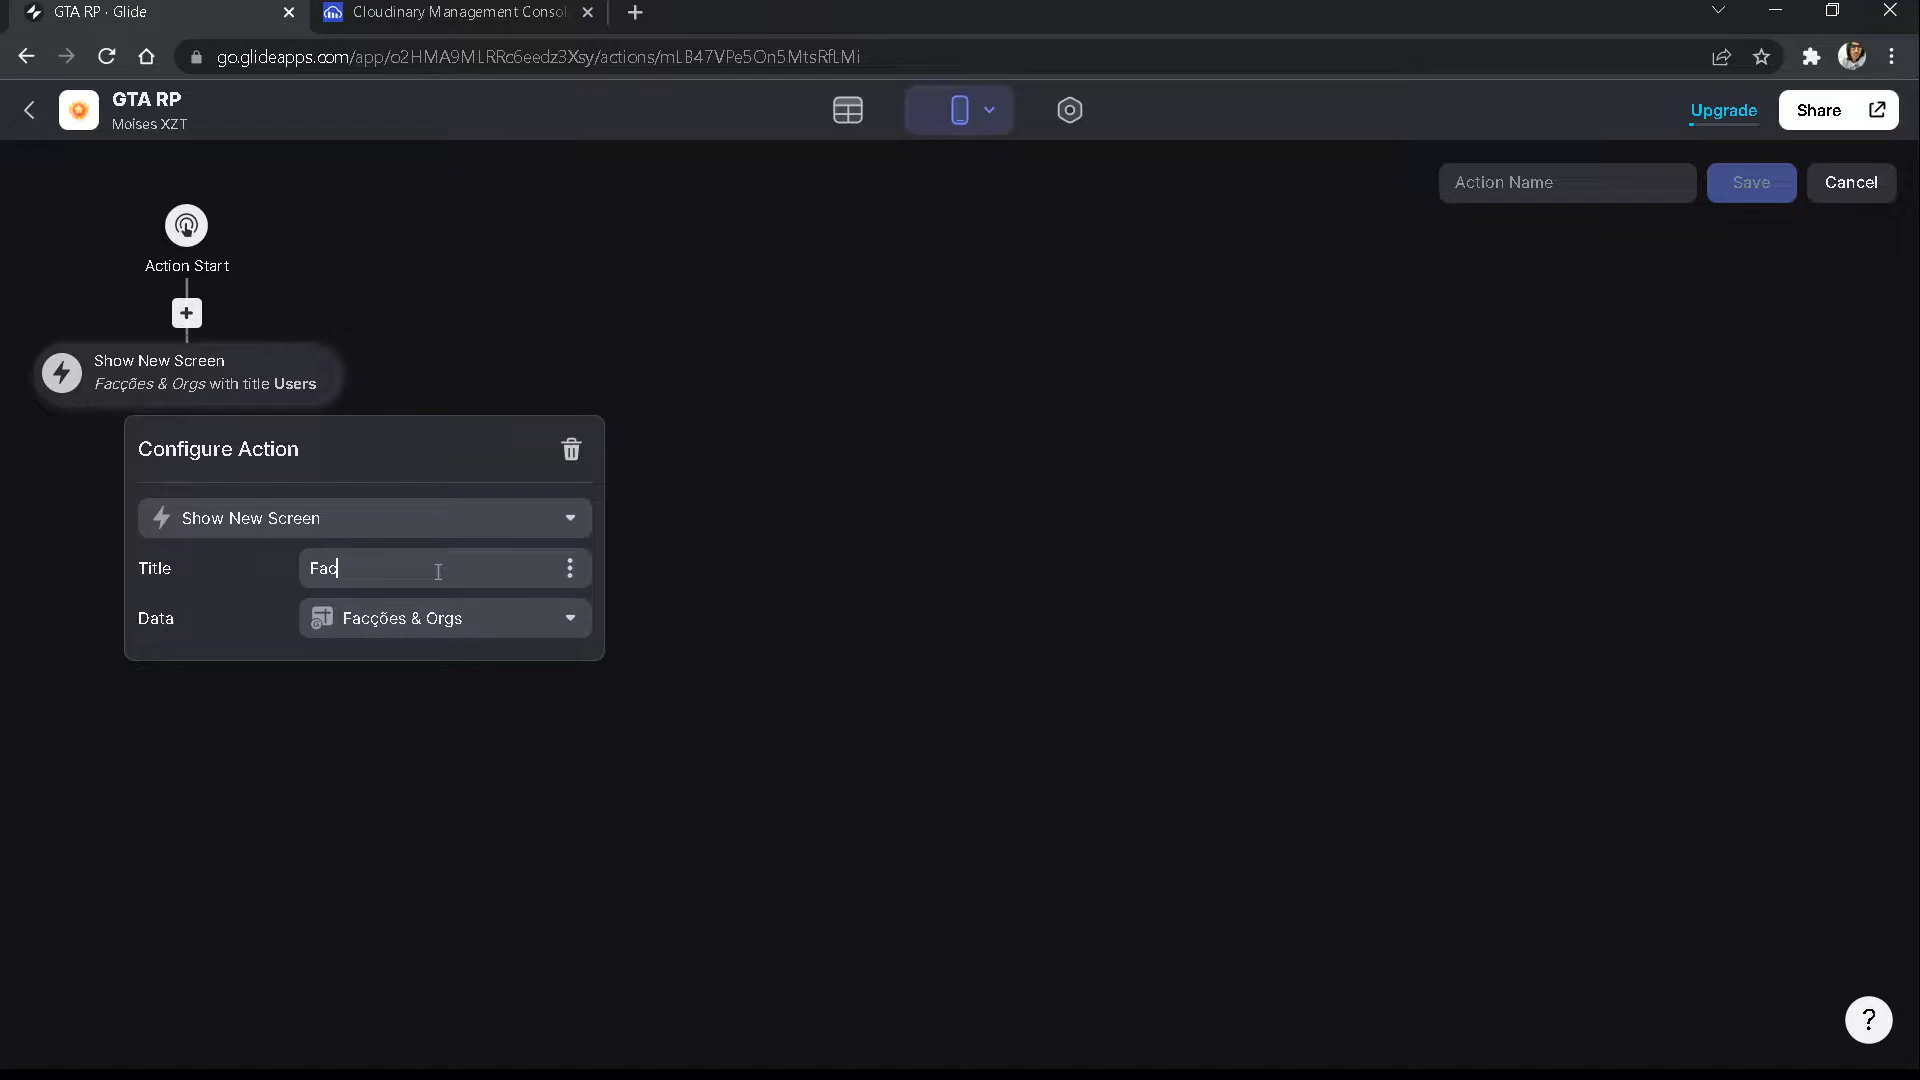 GTA RP · Glide
Cloudinary Management Consol
go.glideapps.com/app/o2HMA9MLRRc6eedz3Xsy/actions/mLB47VPe5On5MtsRfLMi
GTA RP
Moises XZT
Upgrade
Share
Action Name
Save
Cancel
Action Start
Show New Screen
Facções & Orgs with title Users
Configure Action
Show New Screen
Title
Fac
Data
Facções & Orgs
?